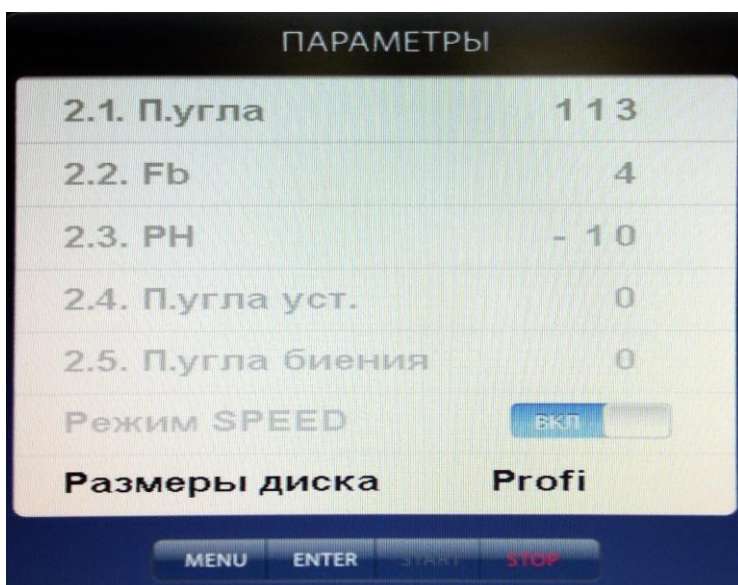 ПАРАМЕТРЫ
2.1. П.угла 113
2.2. Fb 4
2.3. PH - 10
2.4. П.угла уст. 0
2.5. П.угла биения 0
Режим SPEED ВКЛ
Размеры диска Profi
MENU ENTER START STOP